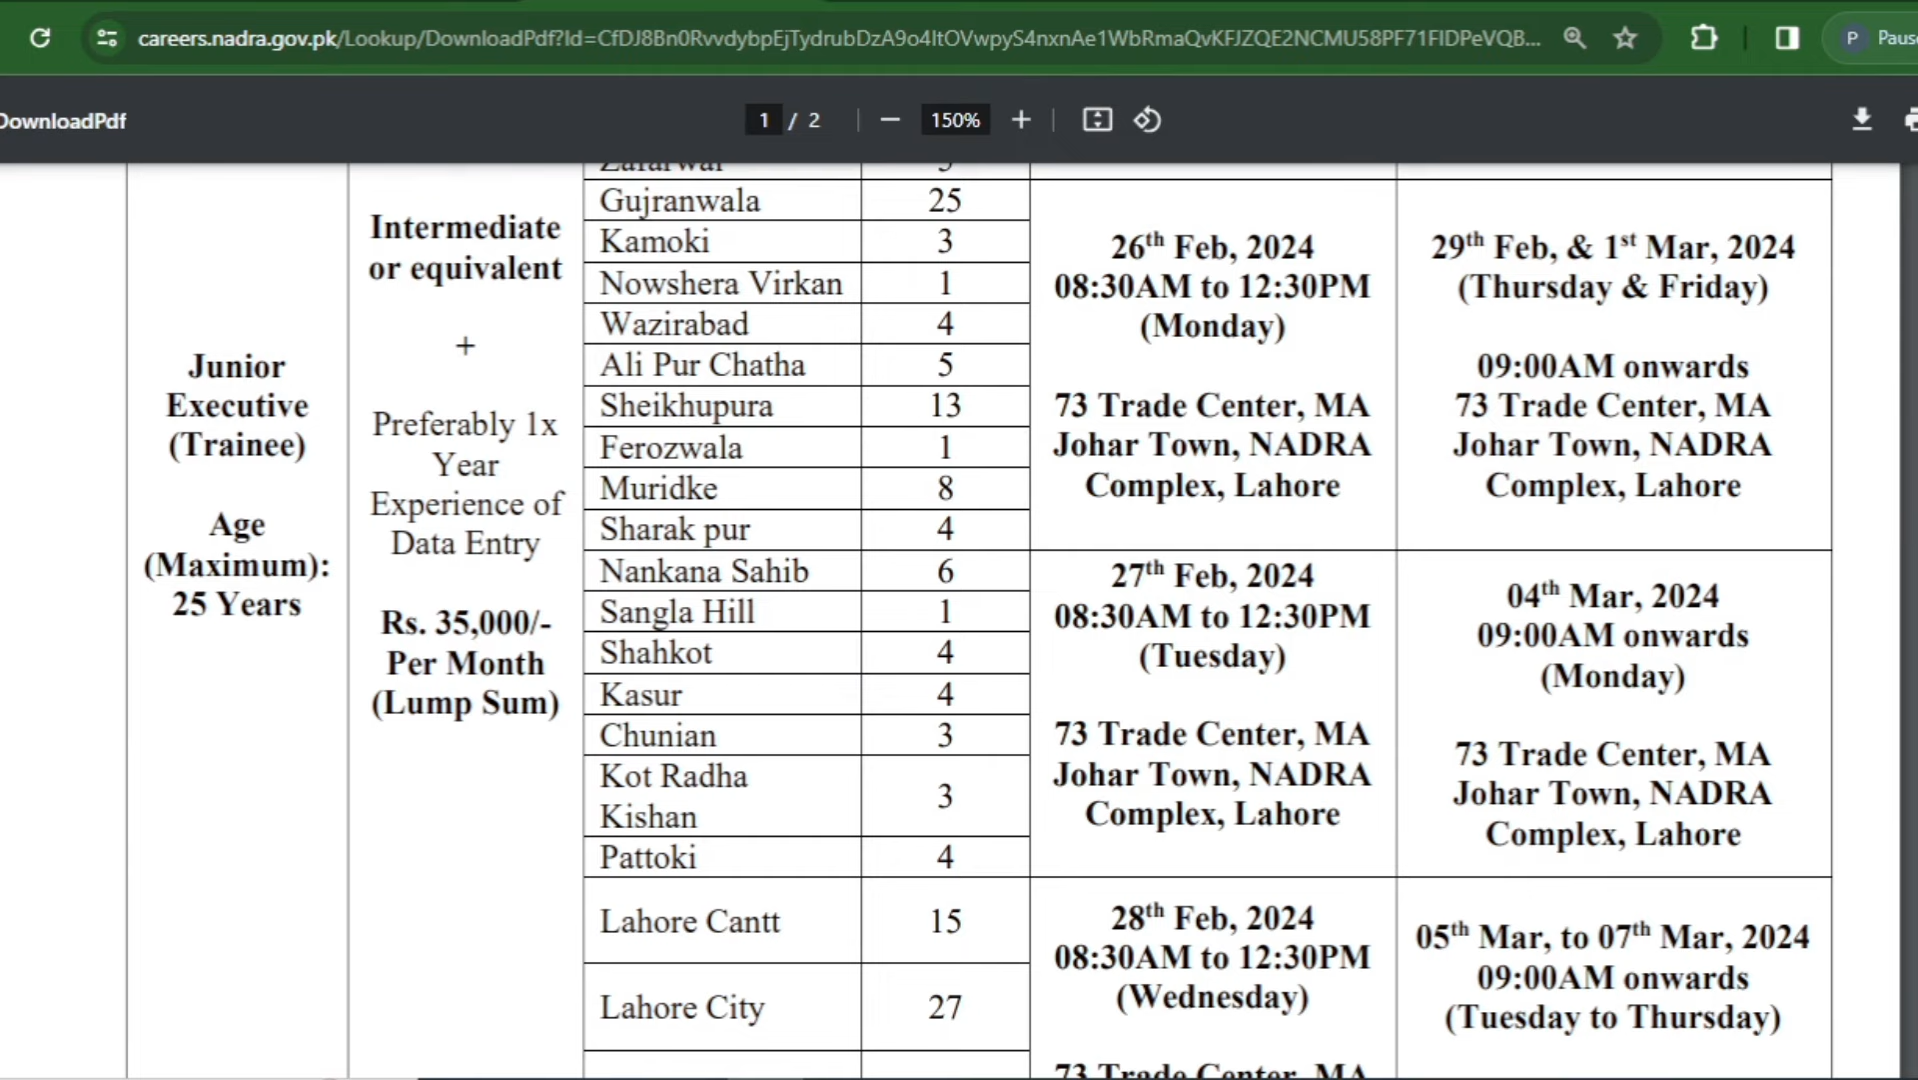 careers.nadra.gov.pk/Lookup/DownloadPdf?Id=CfDJ8Bn0RvvdybpEjTydrubDzA9o4ItOVwpyS4nxnAe1WbRmaQvKFJZQE2NCMU58PF71FIDPeVQB...
P Paus
DownloadPdf
1 / 2
150%
Junior
Executive
(Trainee)
Age
(Maximum):
25 Years
Intermediate
or equivalent
+
Preferably 1x
Year
Experience of
Data Entry
Rs. 35,000/-
Per Month
(Lump Sum)
Zafarwal 5
Gujranwala 25
Kamoki 3
Nowshera Virkan 1
Wazirabad 4
Ali Pur Chatha 5
Sheikhupura 13
Ferozwala 1
Muridke 8
Sharak pur 4
26th Feb, 2024
08:30AM to 12:30PM
(Monday)
73 Trade Center, MA
Johar Town, NADRA
Complex, Lahore
29th Feb, & 1st Mar, 2024
(Thursday & Friday)
09:00AM onwards
73 Trade Center, MA
Johar Town, NADRA
Complex, Lahore
Nankana Sahib 6
Sangla Hill 1
Shahkot 4
Kasur 4
Chunian 3
Kot Radha
Kishan 3
Pattoki 4
27th Feb, 2024
08:30AM to 12:30PM
(Tuesday)
73 Trade Center, MA
Johar Town, NADRA
Complex, Lahore
04th Mar, 2024
09:00AM onwards
(Monday)
73 Trade Center, MA
Johar Town, NADRA
Complex, Lahore
Lahore Cantt 15
Lahore City 27
28th Feb, 2024
08:30AM to 12:30PM
(Wednesday)
73 Trade Center, MA
05th Mar, to 07th Mar, 2024
09:00AM onwards
(Tuesday to Thursday)